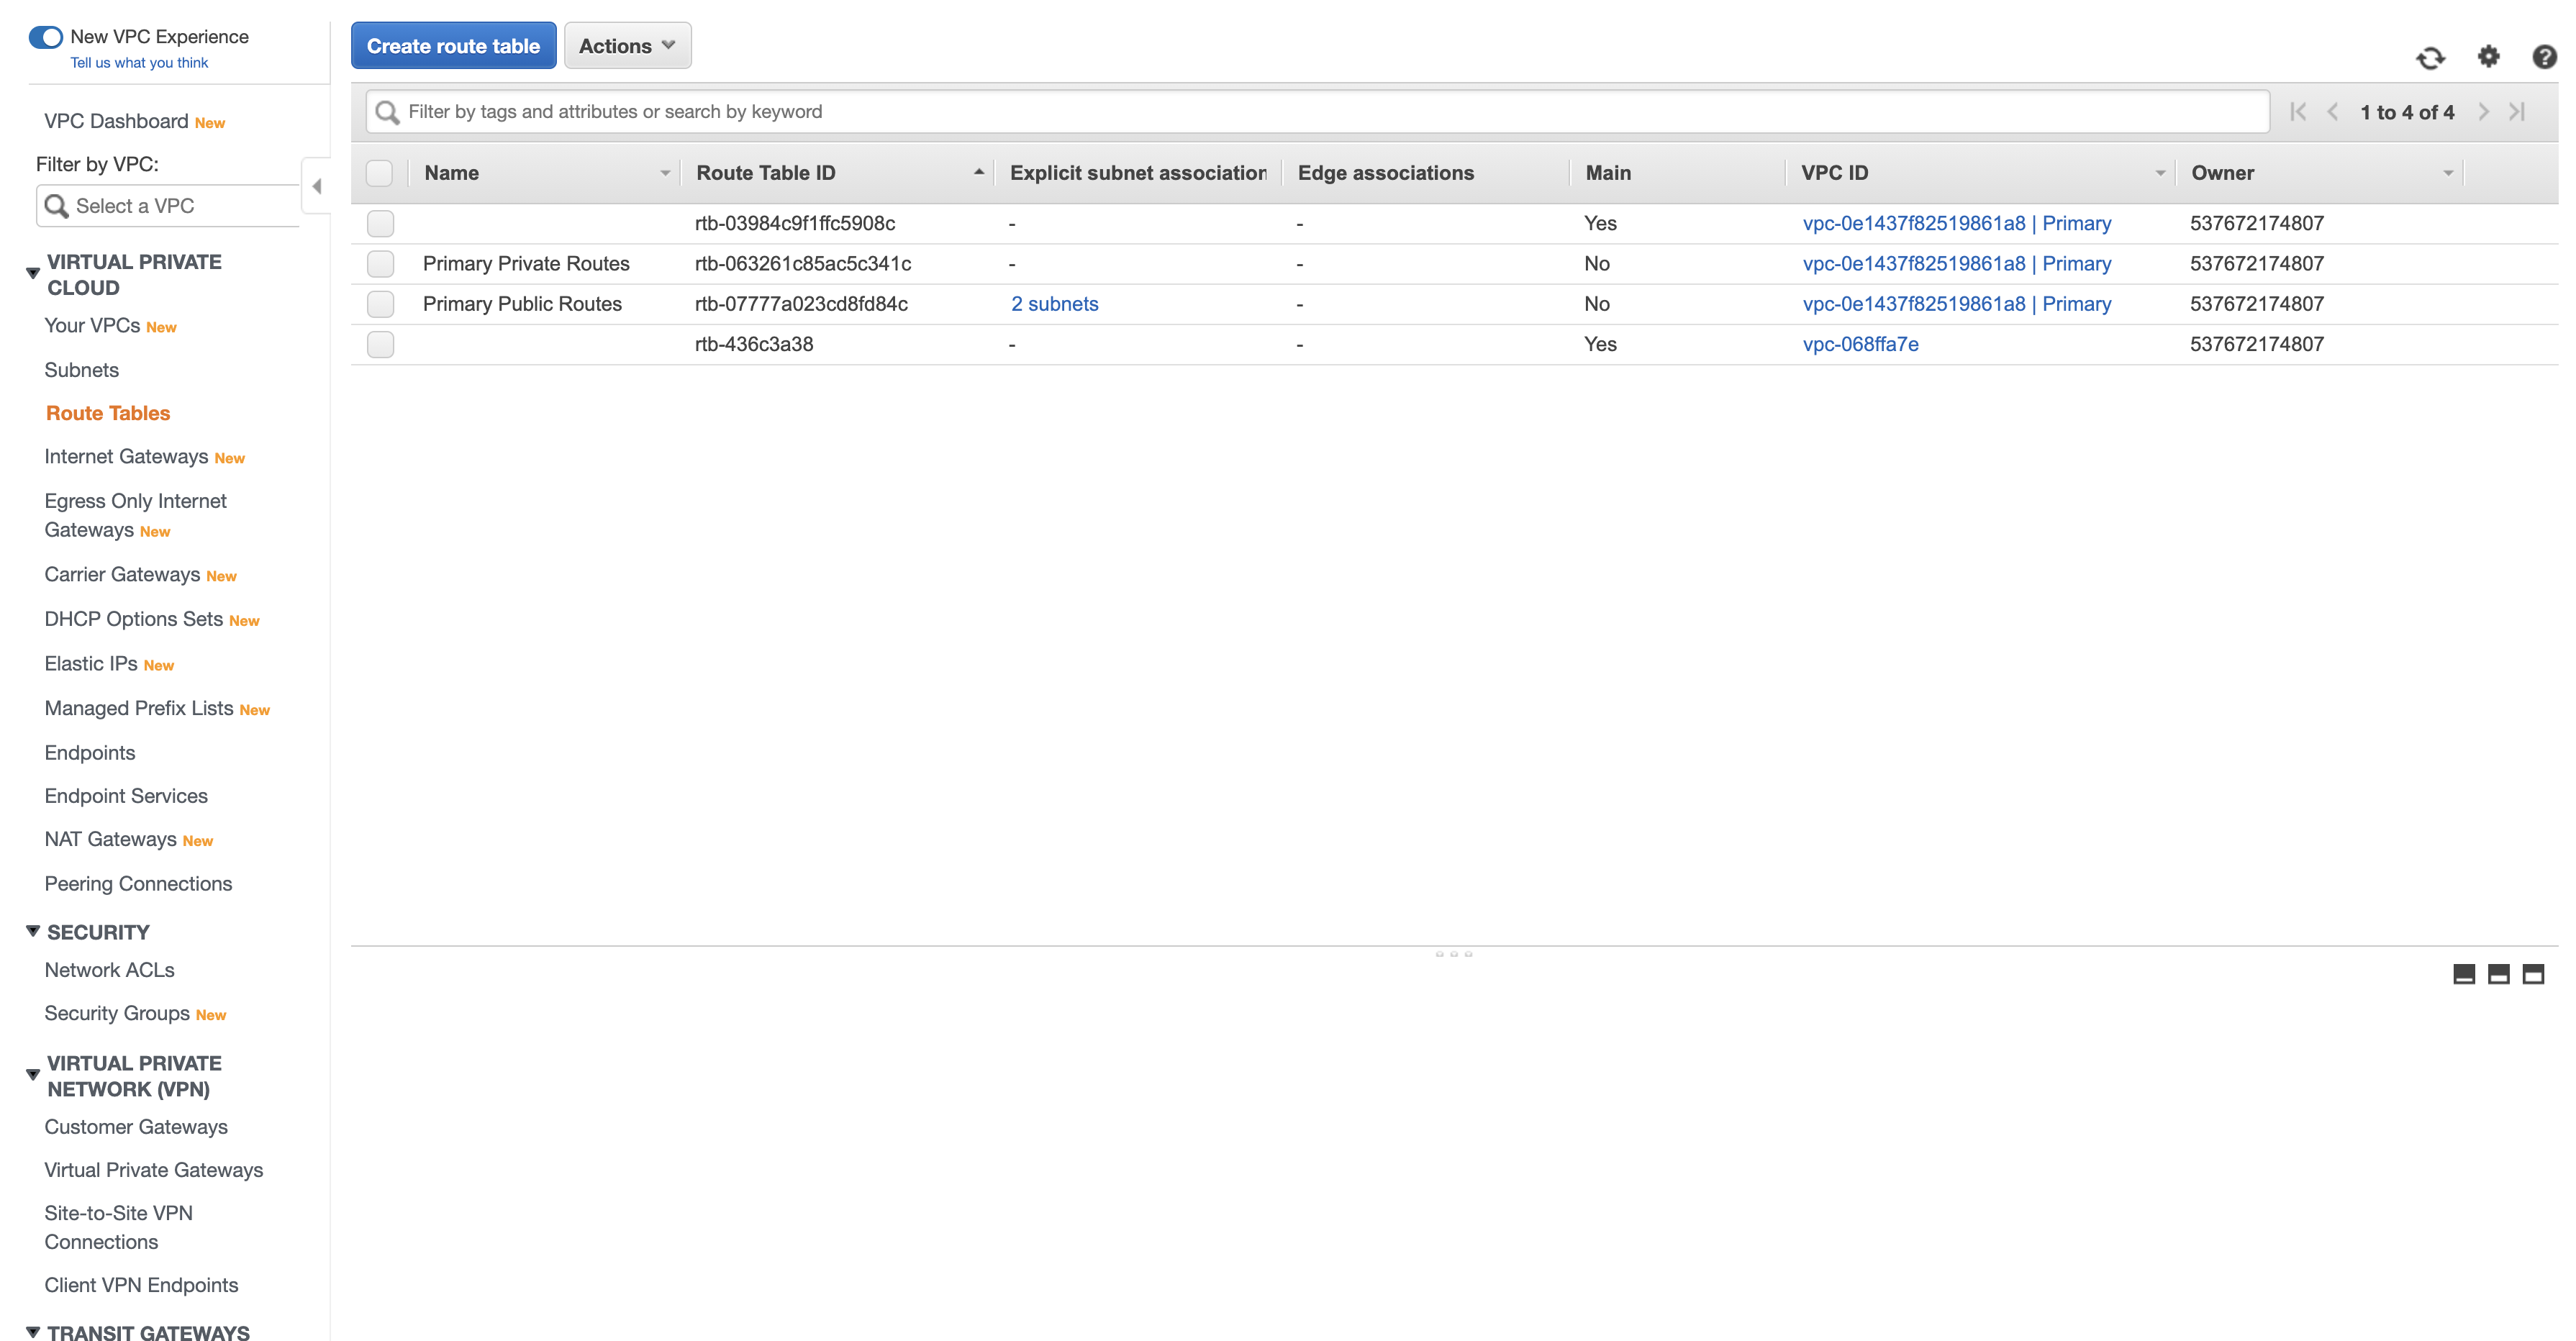 New VPC Experience
Tell us what you think
VPC Dashboard New
Filter by VPC:
Select a VPC
VIRTUAL PRIVATE
CLOUD
Your VPCs New
Subnets
Route Tables
Internet Gateways New
Egress Only Internet
Gateways New
Carrier Gateways New
DHCP Options Sets New
Elastic IPs New
Managed Prefix Lists New
Endpoints
Endpoint Services
NAT Gateways New
Peering Connections
SECURITY
Network ACLs
Security Groups New
VIRTUAL PRIVATE
NETWORK (VPN)
Customer Gateways
Virtual Private Gateways
Site-to-Site VPN
Connections
Client VPN Endpoints
TRANSIT GATEWAYS
Create route table Actions
Filter by tags and attributes or search by keyword 1 to 4 of 4
Name Route Table ID Explicit subnet association Edge associations Main VPC ID Owner
rtb-03984c9f1ffc5908c - - Yes vpc-0e1437f82519861a8 | Primary 537672174807
Primary Private Routes rtb-063261c85ac5c341c - - No vpc-0e1437f82519861a8 | Primary 537672174807
Primary Public Routes rtb-07777a023cd8fd84c 2 subnets - No vpc-0e1437f82519861a8 | Primary 537672174807
rtb-436c3a38 - - Yes vpc-068ffa7e 537672174807